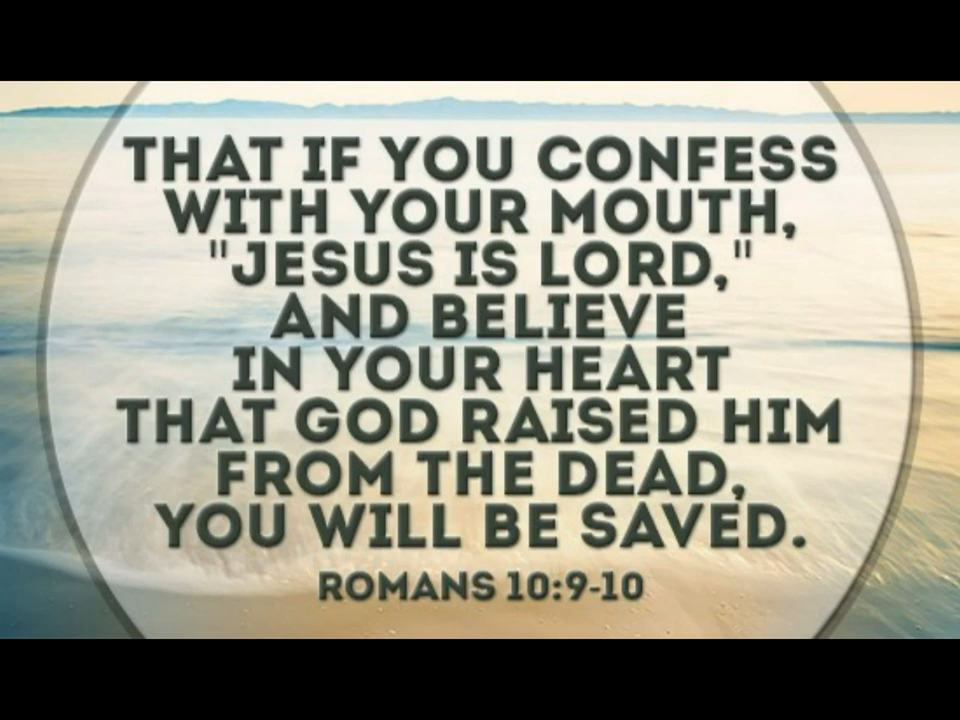 THAT IF YOU CONFESS
WITH YOUR MOUTH,
"JESUS IS LORD,"
AND BELIEVE
IN YOUR HEART
THAT GOD RAISED HIM
FROM THE DEAD,
YOU WILL BE SAVED.
ROMANS 10:9-10